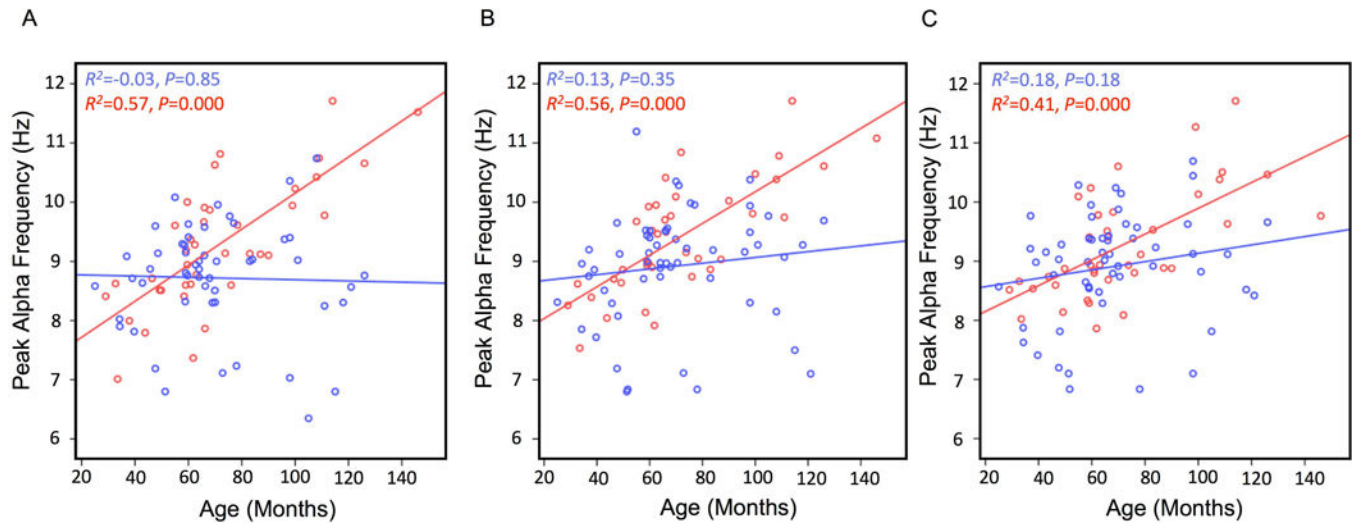 A
R²=-0.03, P=0.85
R²=0.57, P=0.000
Peak Alpha Frequency (Hz)
12
11
10
9
8
7
6
20 40 60 80 100 120 140
Age (Months)
B
R²=0.13, P=0.35
R²=0.56, P=0.000
Peak Alpha Frequency (Hz)
12
11
10
9
8
7
6
20 40 60 80 100 120 140
Age (Months)
C
R²=0.18, P=0.18
R²=0.41, P=0.000
Peak Alpha Frequency (Hz)
12
11
10
9
8
7
6
20 40 60 80 100 120 140
Age (Months)